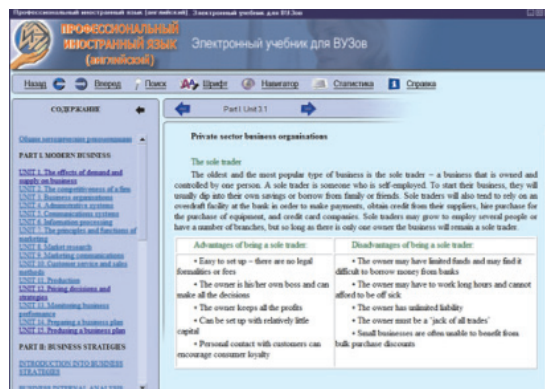 Профессиональный иностранный язык (английский) Электронный учебник для ВУЗов
ПРОФЕССИОНАЛЬНЫЙ
ИНОСТРАННЫЙ ЯЗЫК
(английский)
Электронный учебник для ВУЗов
Назад Вперед Поиск Шрифт Навигатор Статистика Справка
СОДЕРЖАНИЕ
Part I. Unit 3.1
Общие методические рекомендации
PART I. MODERN BUSINESS
UNIT 1. The effects of demand and
supply on business
UNIT 2. The competitiveness of a firm
UNIT 3. Business organisations
UNIT 4. Administrative systems
UNIT 5. Communications systems
UNIT 6. Information processing
UNIT 7. The principles and functions of
marketing
UNIT 8. Market research
UNIT 9. Marketing communications
UNIT 10. Customer service and sales
methods
UNIT 11. Production
UNIT 12. Pricing decisions and
strategies
UNIT 13. Monitoring business
performance
UNIT 14. Preparing a business plan
UNIT 15. Producing a business plan
PART II: BUSINESS STRATEGIES
INTRODUCTION INTO BUSINESS
STRATEGIES
BUSINESS INTERNAL ANALYSIS
Private sector business organisations
The sole trader
The oldest and the most popular type of business is the sole trader – a business that is owned and
controlled by one person. A sole trader is someone who is self-employed. To start their business, they will
usually dip into their own savings or borrow from family or friends. Sole traders will also tend to rely on an
overdraft facility at the bank in order to make payments, obtain credit from their suppliers, hire purchase for
the purchase of equipment, and credit card companies. Sole traders may grow to employ several people or
have a number of branches, but so long as there is only one owner the business will remain a sole trader.
Advantages of being a sole trader:
• Easy to set up – there are no legal
formalities or fees
• The owner is his/her own boss and can
make all the decisions
• The owner keeps all the profits
• Can be set up with relatively little
capital
• Personal contact with customers can
encourage consumer loyalty
Disadvantages of being a sole trader:
• The owner may have limited funds and may find it
difficult to borrow money from banks
• The owner may have to work long hours and cannot
afford to be off sick
• The owner has unlimited liability
• The owner must be a 'jack of all trades'
• Small businesses are often unable to benefit from
bulk purchase discounts